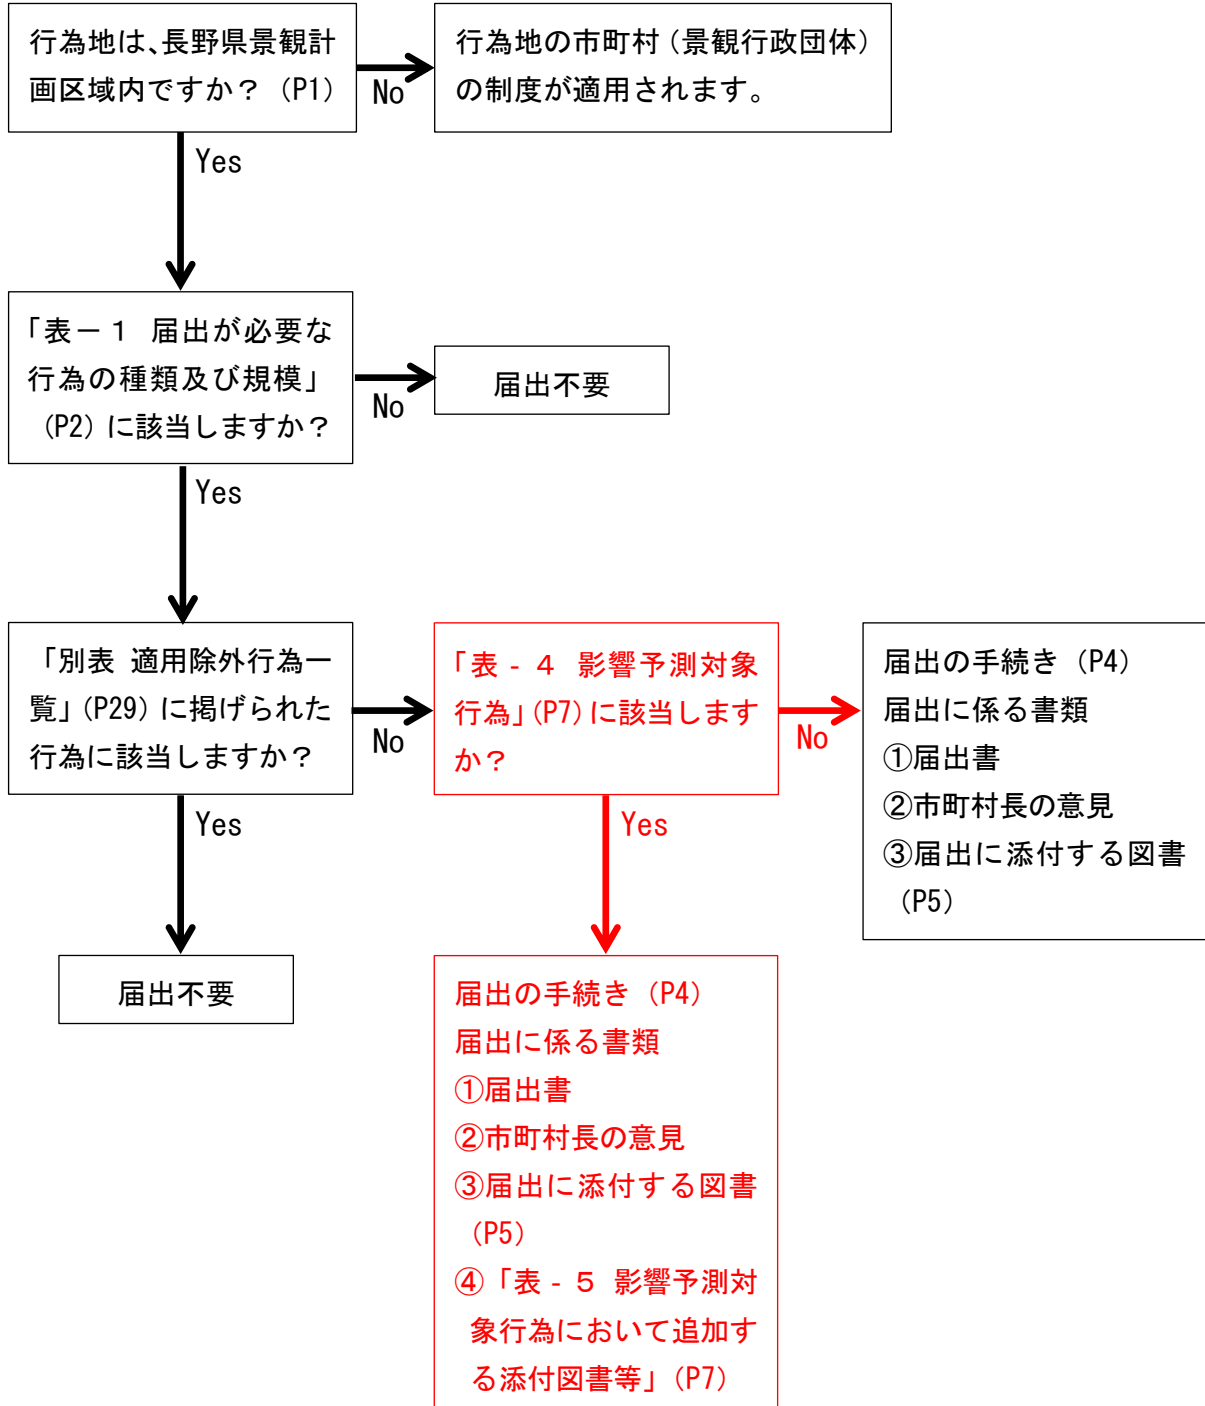 行為地は、長野県景観計
画区域内ですか？（P1）
No
行為地の市町村（景観行政団体）
の制度が適用されます。
Yes
「表－１ 届出が必要な
行為の種類及び規模」
（P2）に該当しますか？
No
届出不要
Yes
「別表 適用除外行為一
覧」（P29）に掲げられた
行為に該当しますか？
No
「表‐４ 影響予測対象
行為」（P7）に該当します
か？
No
届出の手続き（P4）
届出に係る書類
①届出書
②市町村長の意見
③届出に添付する図書
（P5）
Yes
届出不要
Yes
届出の手続き（P4）
届出に係る書類
①届出書
②市町村長の意見
③届出に添付する図書
（P5）
④「表‐５ 影響予測対
象行為において追加す
る添付図書等」（P7）